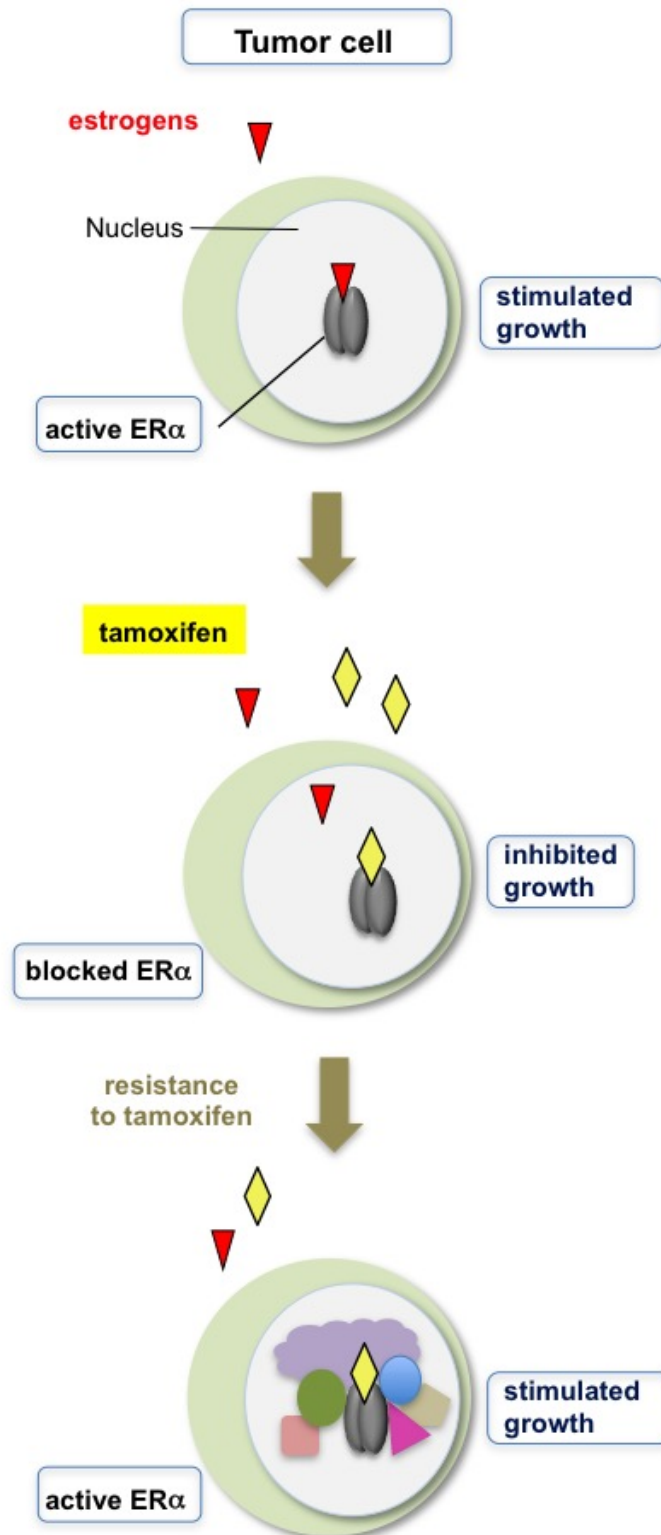 Tumor cell
estrogens
Nucleus
stimulated
growth
active ERα
tamoxifen
inhibited
growth
blocked ERα
resistance
to tamoxifen
stimulated
growth
active ERα